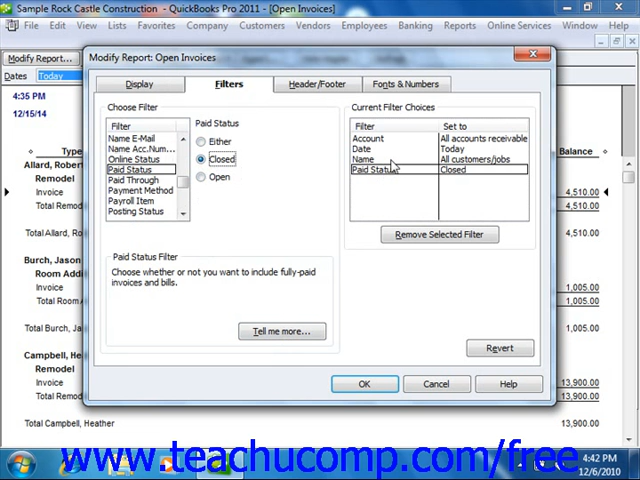 Sample Rock Castle Construction - QuickBooks Pro 2011 - [Open Invoices]
File Edit View Lists Favorites Company Customers Vendors Employees Banking Reports Online Services Window Help
Modify Report...
Dates Today
4:35 PM
12/15/14
Type Balance
Allard, Robert
Remodel
Invoice 4,510.00
Total Remod 4,510.00
Total Allard, Rob 4,510.00
Burch, Jason
Room Addi
Invoice 1,005.00
Total Room 1,005.00
Total Burch, Ja 1,005.00
Campbell, Heather
Remodel
Invoice 13,900.00
Total Remo 13,900.00
Total Campbell, Heather 13,900.00
Modify Report: Open Invoices
Display Filters Header/Footer Fonts & Numbers
Choose Filter
Filter
Name E-Mail
Name Acc.Num...
Online Status
Paid Status
Paid Through
Payment Method
Payroll Item
Posting Status
Paid Status
Either
Closed
Open
Paid Status Filter
Choose whether or not you want to include fully-paid
invoices and bills.
Tell me more...
Current Filter Choices
Filter Set to
Account All accounts receivable
Date Today
Name All customers/jobs
Paid Status Closed
Remove Selected Filter
Revert
OK Cancel Help
www.teachucomp.com/free
4:42 PM
12/6/2010